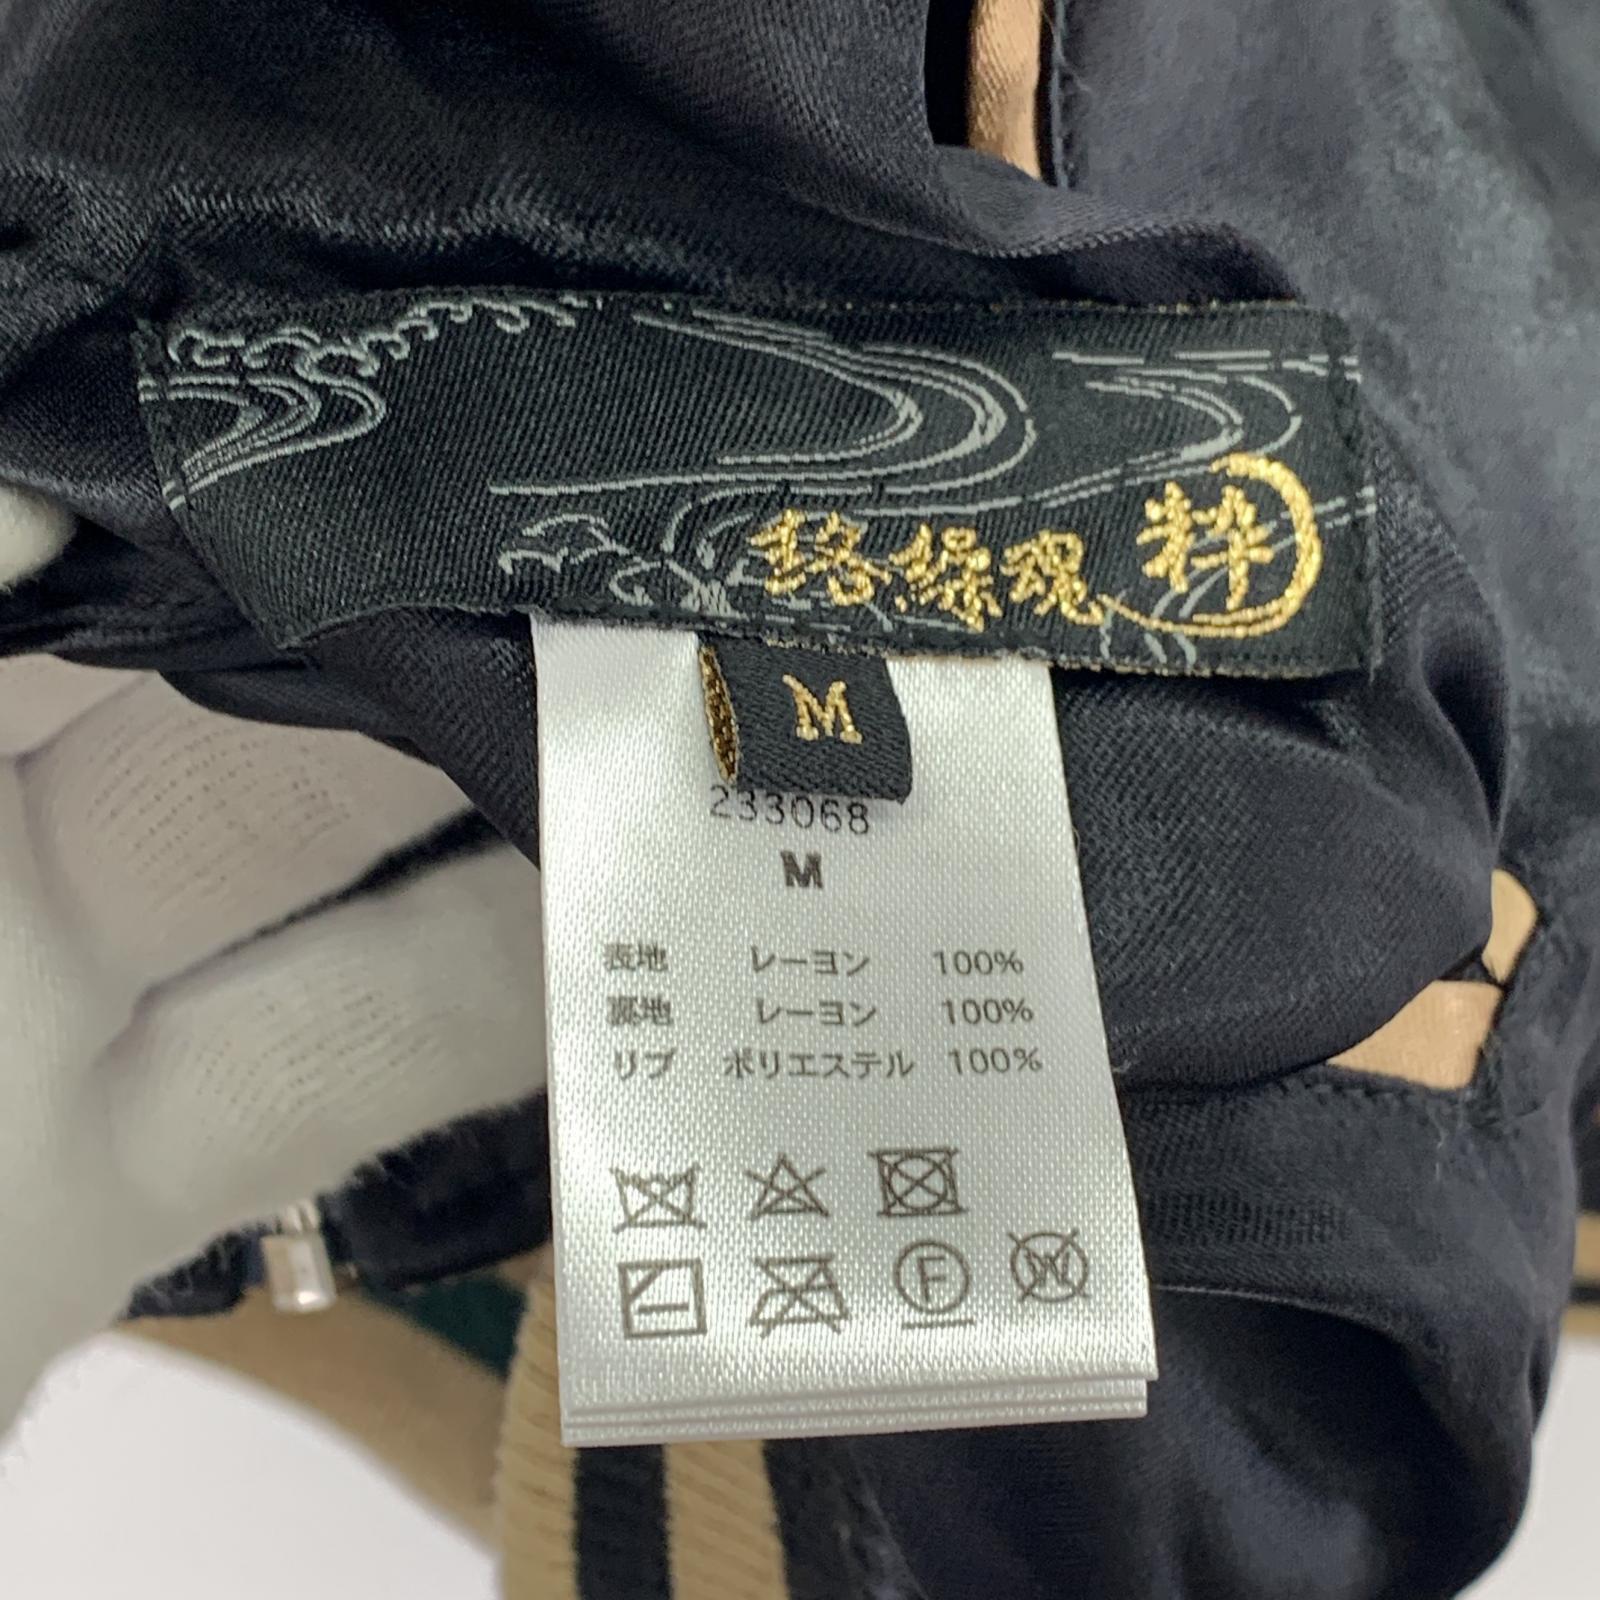 絡繰魂 粋
M
233068
M
表地 レーヨン 100%
裏地 レーヨン 100%
リブ ポリエステル 100%
F
W